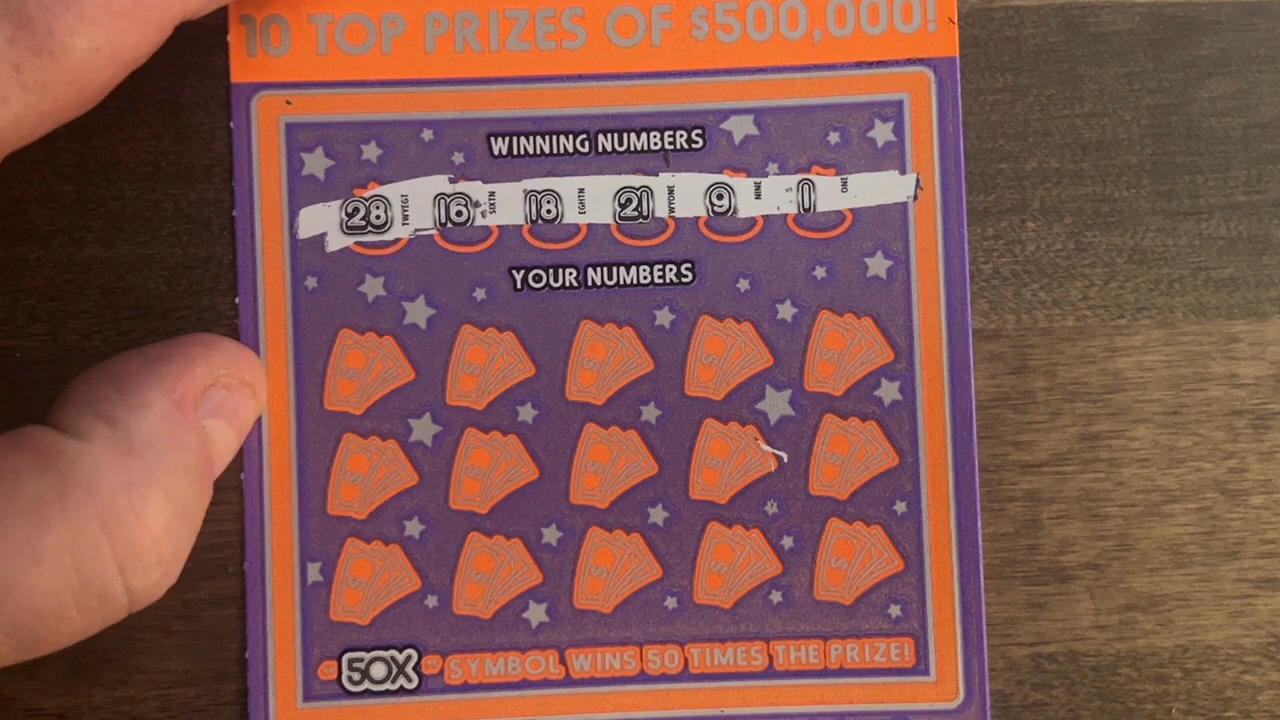 10 TOP PRIZES OF $500,000!
WINNING NUMBERS
28 TWYEGT 16 SIXTN 18 EGHTN 21 TWYONE 9 NINE 1 ONE
YOUR NUMBERS
$ $ $ $ $
$ $ $ $ $
$ $ $ $ $
"50X" SYMBOL WINS 50 TIMES THE PRIZE!